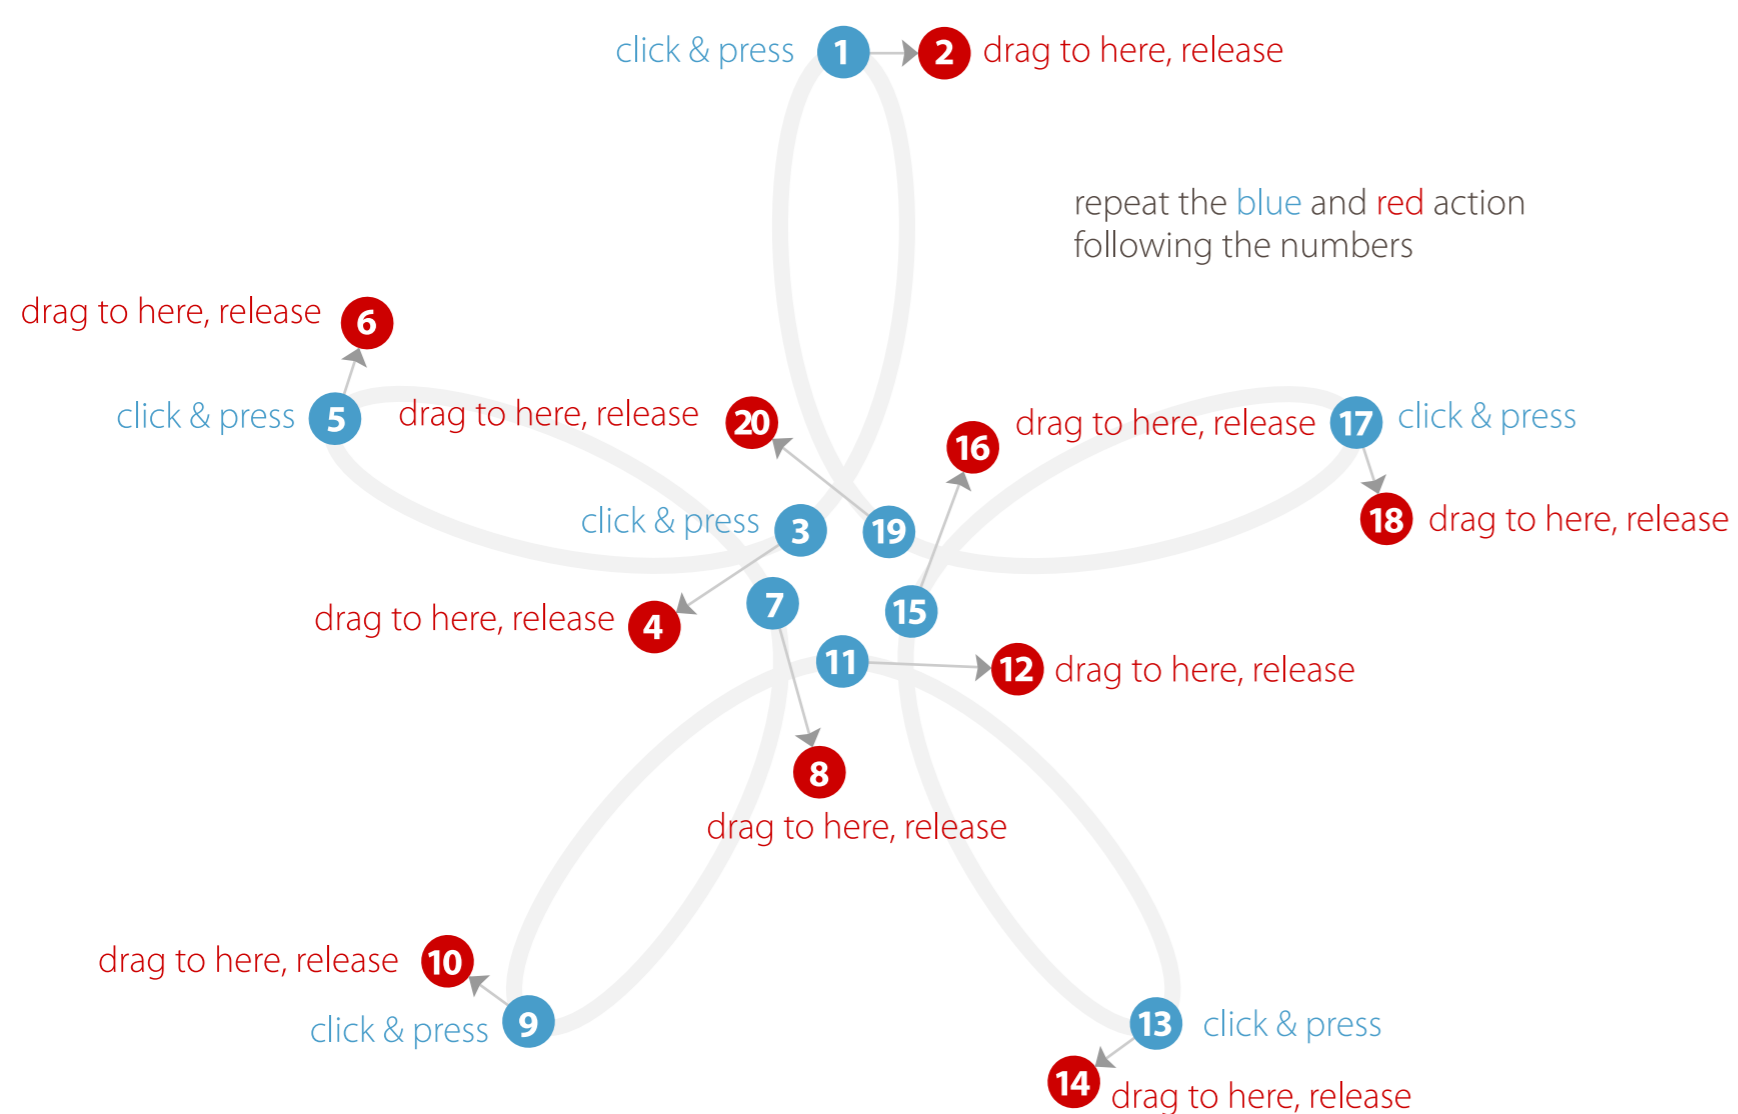 click & press 1 2 drag to here, release
repeat the blue and red action
following the numbers
drag to here, release 6
click & press 5
drag to here, release 20
16 drag to here, release
17 click & press
click & press 3
19
18 drag to here, release
7
15
drag to here, release 4
11
12 drag to here, release
8
drag to here, release
drag to here, release 10
click & press 9
13 click & press
14 drag to here, release